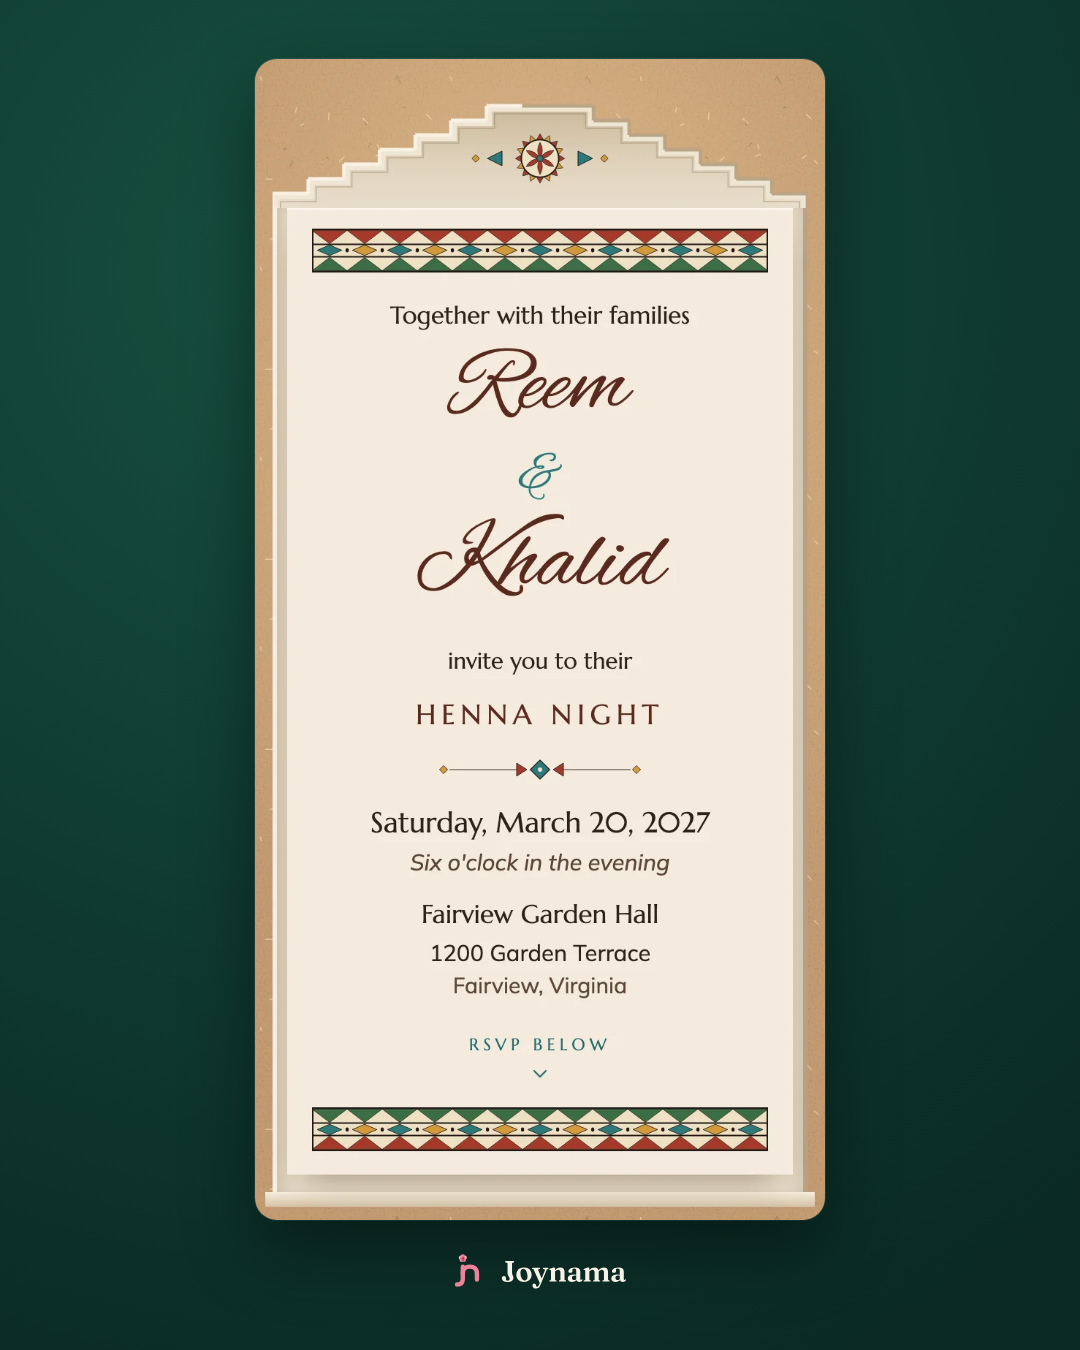 Together with their families
Reem
&
Khalid
invite you to their
HENNA NIGHT
Saturday, March 20, 2027
Six o'clock in the evening
Fairview Garden Hall
1200 Garden Terrace
Fairview, Virginia
RSVP BELOW
Joynama